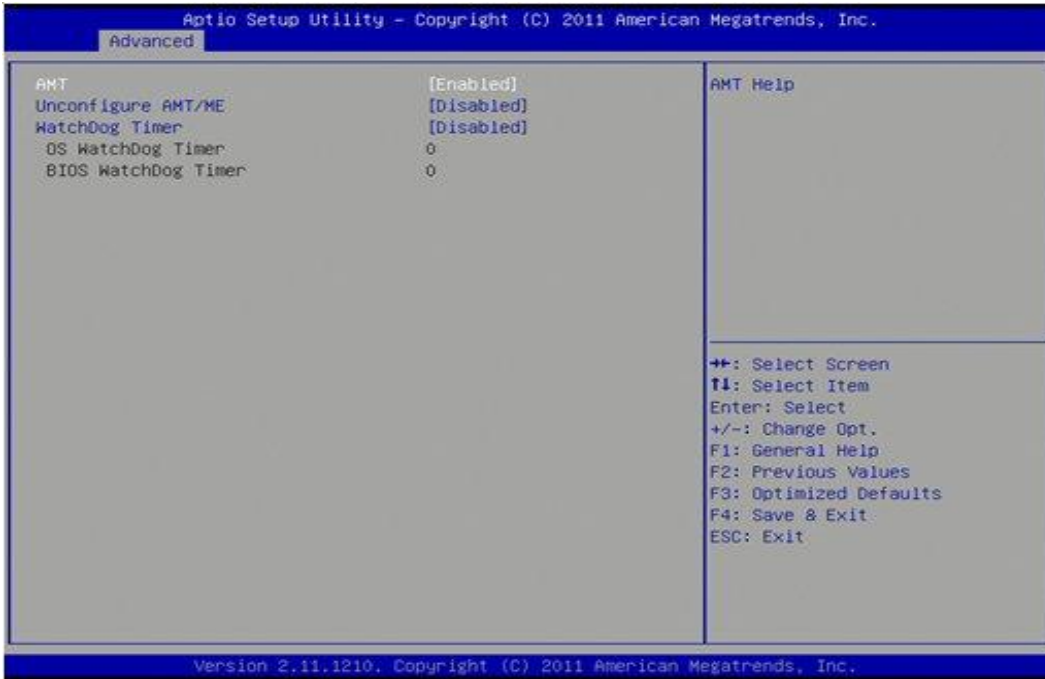 Aptio Setup Utility – Copyright (C) 2011 American Megatrends, Inc.
Advanced
AMT [Enabled]
Unconfigure AMT/ME [Disabled]
WatchDog Timer [Disabled]
OS WatchDog Timer 0
BIOS WatchDog Timer 0
AMT Help
→←: Select Screen
↑↓: Select Item
Enter: Select
+/-: Change Opt.
F1: General Help
F2: Previous Values
F3: Optimized Defaults
F4: Save & Exit
ESC: Exit
Version 2.11.1210. Copyright (C) 2011 American Megatrends, Inc.